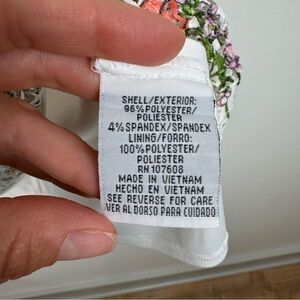 SHELL/EXTERIOR:
96%POLYESTER/
POLIESTER
4%SPANDEX/SPANDEX
LINING/FORRO:
100%POLYESTER/
POLIESTER
RN 107608
MADE IN VIETNAM
HECHO EN VIETNAM
SEE REVERSE FOR CARE
VER AL DORSO PARA CUIDADO